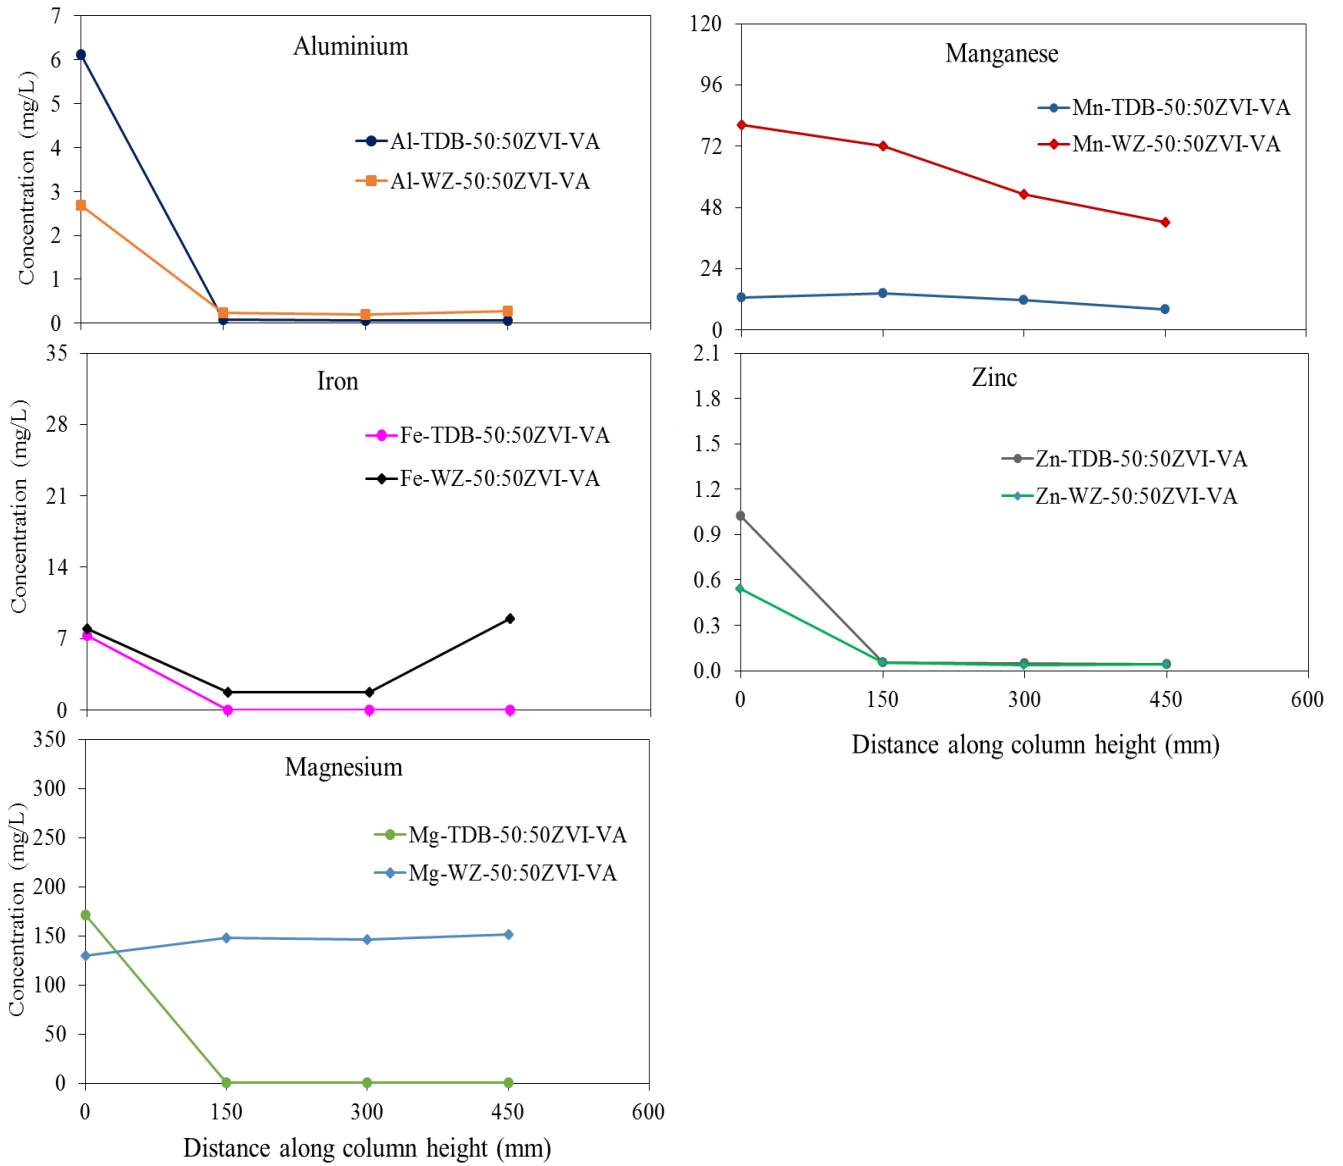 Aluminium
Concentration (mg/L)
7
6
5
4
3
2
1
0
Al-TDB-50:50ZVI-VA
Al-WZ-50:50ZVI-VA
Manganese
120
96
72
48
24
0
Mn-TDB-50:50ZVI-VA
Mn-WZ-50:50ZVI-VA
Iron
Concentration (mg/L)
35
28
21
14
7
0
Fe-TDB-50:50ZVI-VA
Fe-WZ-50:50ZVI-VA
Zinc
2.1
1.8
1.5
1.2
0.9
0.6
0.3
0.0
Zn-TDB-50:50ZVI-VA
Zn-WZ-50:50ZVI-VA
0 150 300 450 600
Distance along column height (mm)
Magnesium
Concentration (mg/L)
350
300
250
200
150
100
50
0
Mg-TDB-50:50ZVI-VA
Mg-WZ-50:50ZVI-VA
0 150 300 450 600
Distance along column height (mm)